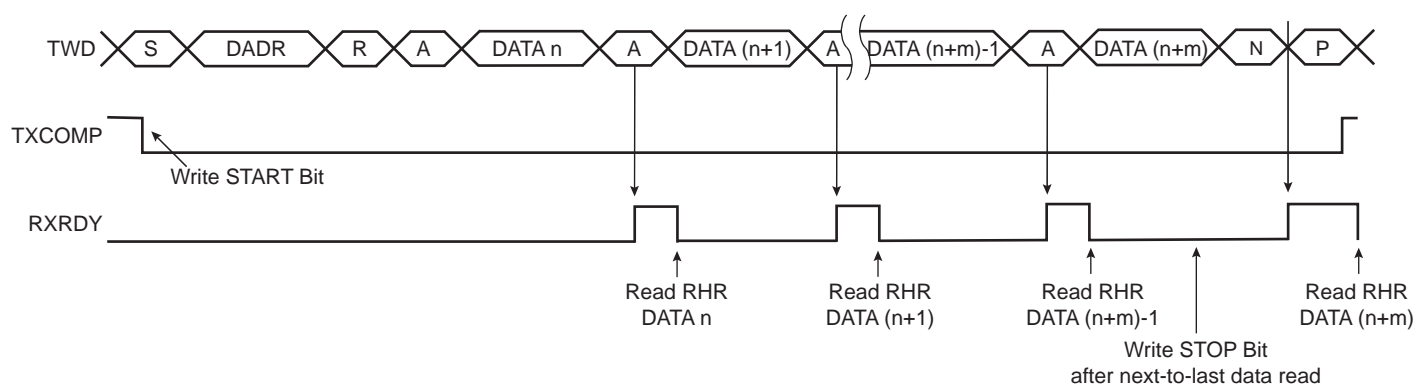 TWD S DADR R A DATA n A DATA (n+1) A DATA (n+m)-1 A DATA (n+m) N P
TXCOMP
Write START Bit
RXRDY
Read RHR
DATA n
Read RHR
DATA (n+1)
Read RHR
DATA (n+m)-1
Read RHR
DATA (n+m)
Write STOP Bit
after next-to-last data read